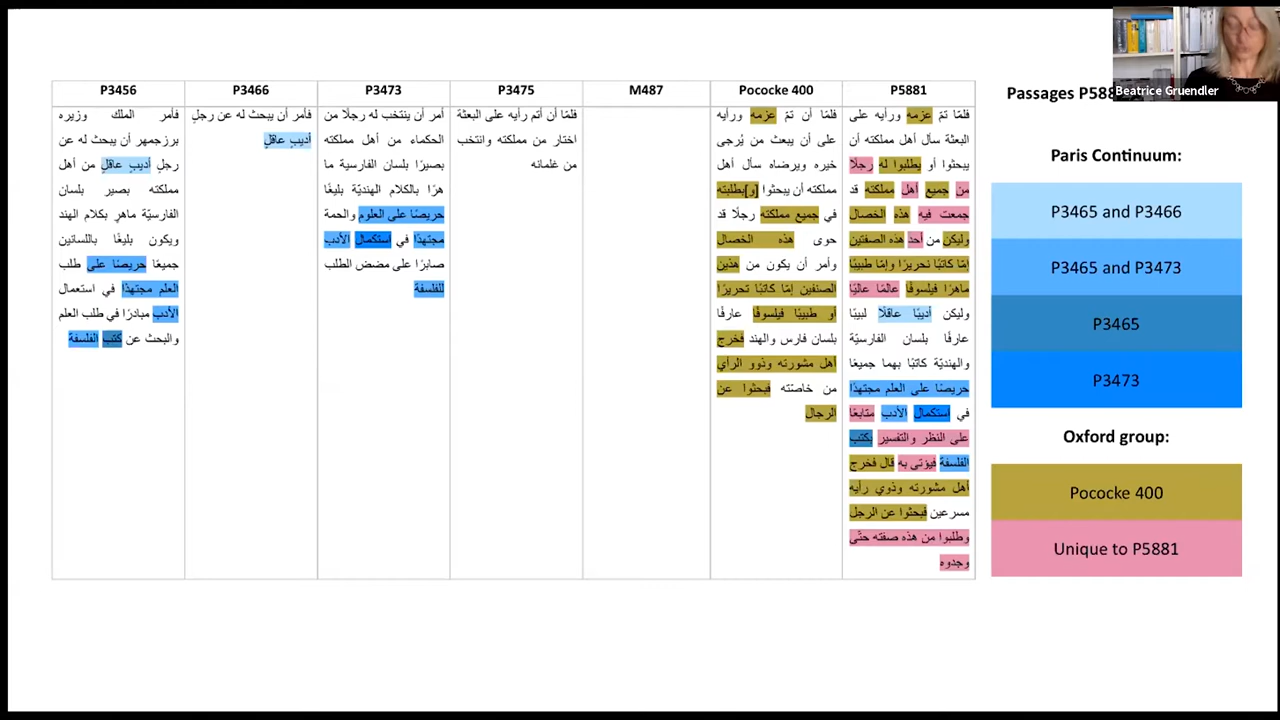 P3456
فأمر الملك وزيره
برزجمهر أن يبحث له عن
رجلٍ أديبٍ عاقلٍ من أهل
مملكته بصير بلسان
الفارسيّة ماهرٍ بكلام الهند
ويكون بليغًا باللسانين
جميعًا حريصًا على طلب
العلم مجتهدًا في استعمال
الأدب مبادرًا في طلب العلم
والبحث عن كتب الفلسفة
P3466
فأمر أن يبحث له عن رجلٍ
أديبٍ عاقلٍ
P3473
أمر أن ينتخب له رجلًا من
الحكماء من أهل مملكته
بصيرًا بلسان الفارسية ما
هرًا بالكلام الهنديّة بليغًا
حريصًا على العلوم والحمة
مجتهدًا في استكمال الأدب
صابرًا على مضض الطلب
للفلسفة
P3475
فلمّا أن أتم رأيه على البعثة
اختار من مملكته وانتخب
من غلمانه
M487
Pococke 400
فلمّا أن تمّ عزمه ورأيه
على أن يبعث من يُرجى
خيره ويرضاه سأل أهل
مملكته أن يبحثوا [و]بطلبته
في جميع مملكته رجلًا قد
حوى هذه الخصال
وأمر أن يكون من هذين
الصنفين إمّا كاتبًا نحريرًا
أو طبيبًا فيلسوفًا عارفًا
بلسان فارس والهند فخرج
أهل مشورته وذوو الرأي
من خاصّته فبحثوا عن
الرجال
P5881
فلمّا تمّ عزمه ورأيه على
البعثة سأل أهل مملكته أن
يبحثوا أو يطلبوا له رجلًا
من جميع أهل مملكته قد
جمعت فيه هذه الخصال
وليكن من أحد هذه الصفتين
إمّا كاتبًا نحريرًا وإمّا طبيبًا
ماهرًا فيلسوفًا عالمًا عاليًا
وليكن أديبًا عاقلًا لبيبًا
عارفًا بلسان الفارسيّة
والهنديّة كاتبًا بهما جميعًا
حريصًا على العلم مجتهدًا
في استكمال الأدب متابعًا
على النظر والتفسير بكتب
الفلسفة فيؤتى به قال فخرج
أهل مشورته وذوي رأيه
مسرعين فبحثوا عن الرجل
وطلبوا من هذه صفته حتّى
وجدوه
Passages P588
Beatrice Gruendler
Paris Continuum:
P3465 and P3466
P3465 and P3473
P3465
P3473
Oxford group:
Pococke 400
Unique to P5881